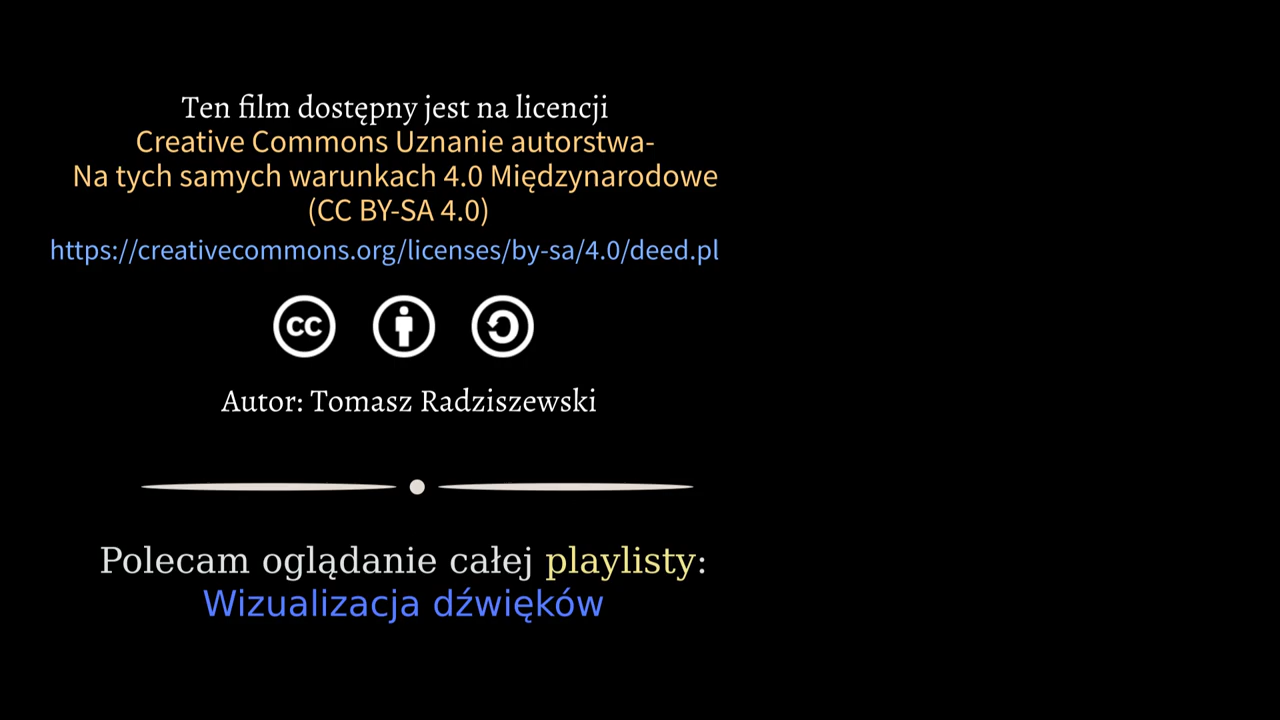 Ten film dostępny jest na licencji
Creative Commons Uznanie autorstwa-
Na tych samych warunkach 4.0 Międzynarodowe
(CC BY-SA 4.0)
https://creativecommons.org/licenses/by-sa/4.0/deed.pl
cc
Autor: Tomasz Radziszewski
Polecam oglądanie całej playlisty:
Wizualizacja dźwięków